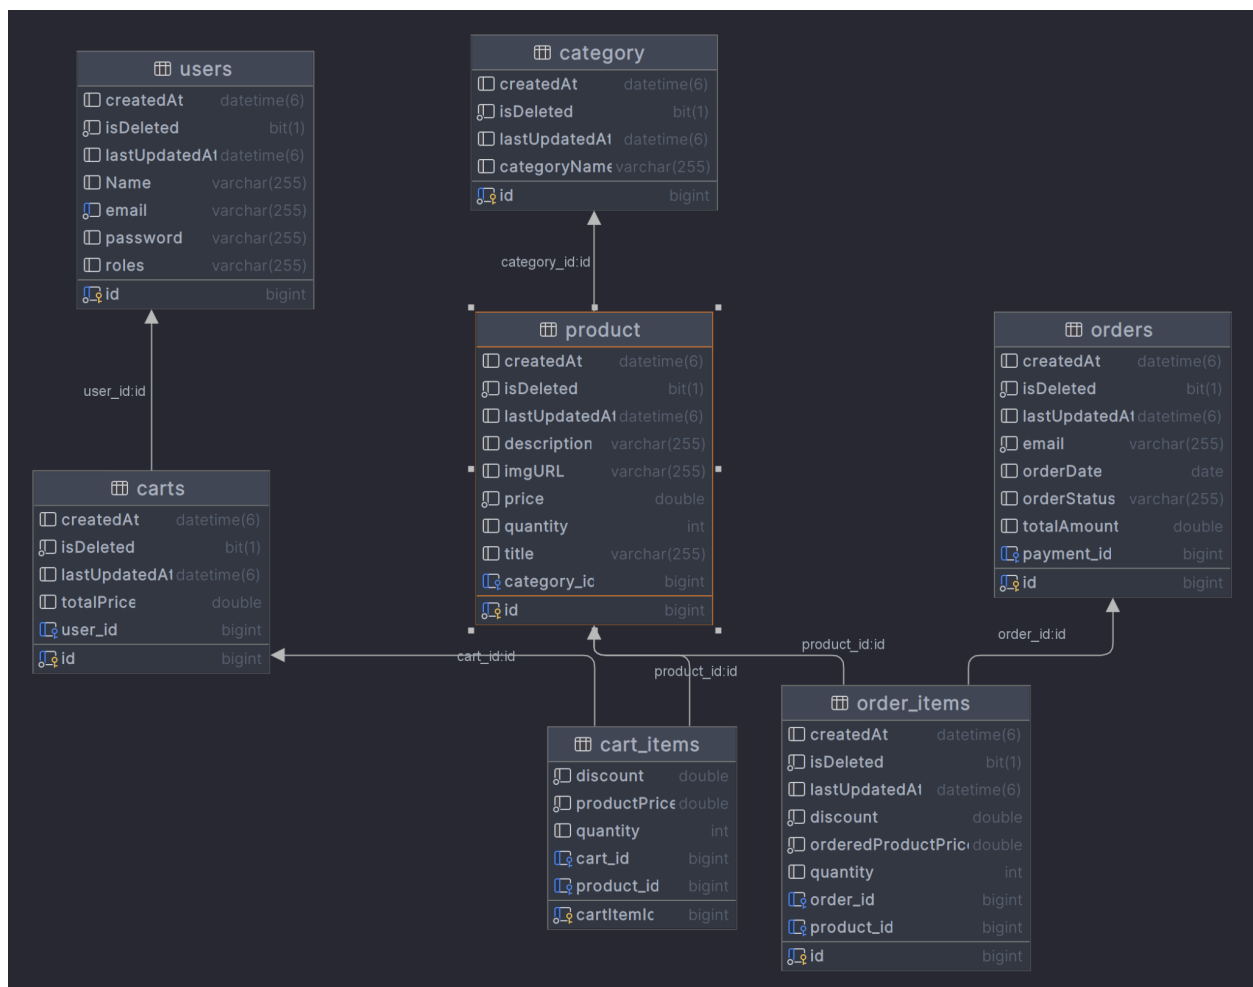 users
createdAt datetime(6)
isDeleted bit(1)
lastUpdatedAt datetime(6)
Name varchar(255)
email varchar(255)
password varchar(255)
roles varchar(255)
id bigint
category
createdAt datetime(6)
isDeleted bit(1)
lastUpdatedAt datetime(6)
categoryName varchar(255)
id bigint
category_id:id
user_id:id
product
createdAt datetime(6)
isDeleted bit(1)
lastUpdatedAt datetime(6)
description varchar(255)
imgURL varchar(255)
price double
quantity int
title varchar(255)
category_id bigint
id bigint
orders
createdAt datetime(6)
isDeleted bit(1)
lastUpdatedAt datetime(6)
email varchar(255)
orderDate date
orderStatus varchar(255)
totalAmount double
payment_id bigint
id bigint
carts
createdAt datetime(6)
isDeleted bit(1)
lastUpdatedAt datetime(6)
totalPrice double
user_id bigint
id bigint
cart_id:id
product_id:id
product_id:id
order_id:id
cart_items
discount double
productPrice double
quantity int
cart_id bigint
product_id bigint
cartItemId bigint
order_items
createdAt datetime(6)
isDeleted bit(1)
lastUpdatedAt datetime(6)
discount double
orderedProductPric double
quantity int
order_id bigint
product_id bigint
id bigint